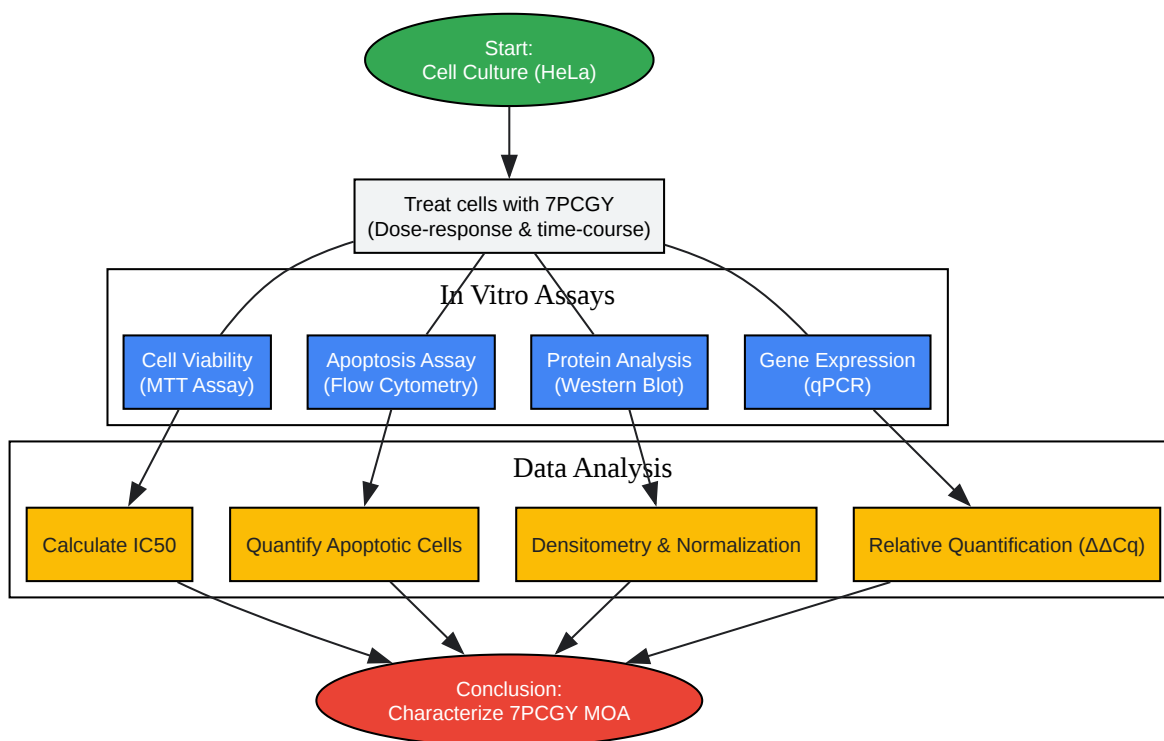 Start:
Cell Culture (HeLa)
Treat cells with 7PCGY
(Dose-response & time-course)
In Vitro Assays
Cell Viability
(MTT Assay)
Apoptosis Assay
(Flow Cytometry)
Protein Analysis
(Western Blot)
Gene Expression
(qPCR)
Data Analysis
Calculate IC50
Quantify Apoptotic Cells
Densitometry & Normalization
Relative Quantification (ΔΔCq)
Conclusion:
Characterize 7PCGY MOA